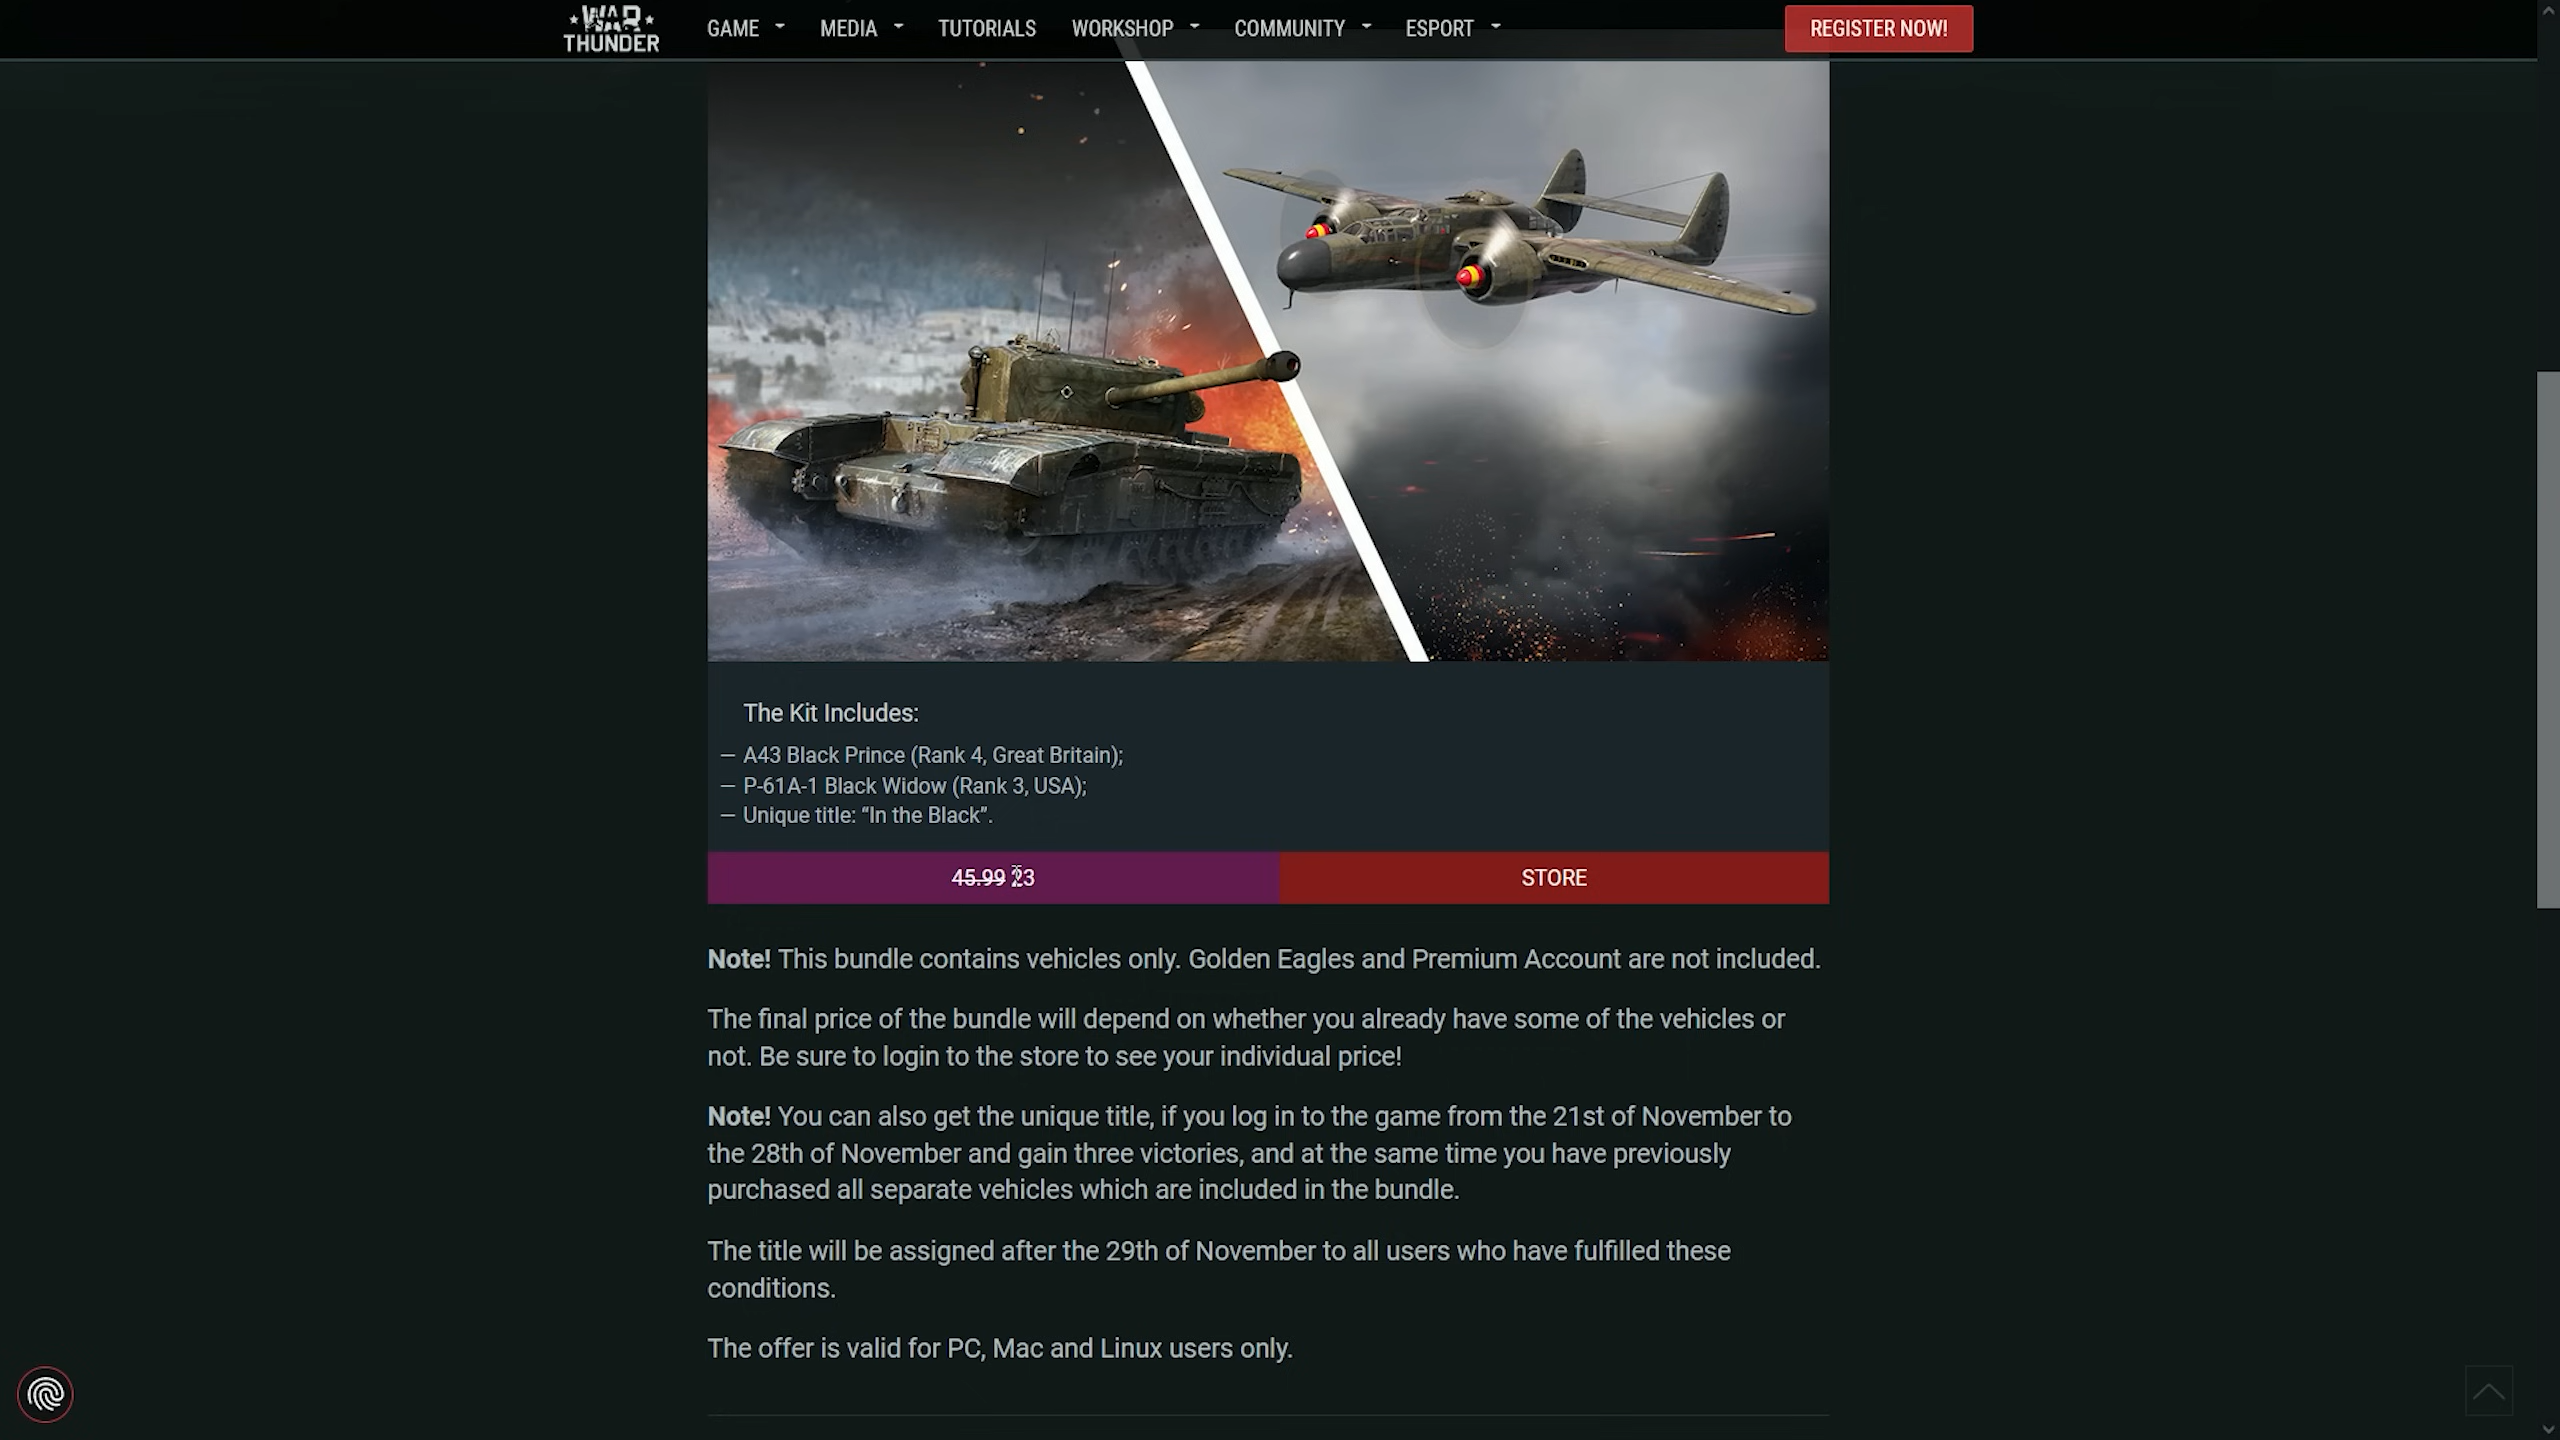 WAR THUNDER
GAME MEDIA TUTORIALS WORKSHOP COMMUNITY ESPORT REGISTER NOW!
The Kit Includes:
— A43 Black Prince (Rank 4, Great Britain);
— P-61A-1 Black Widow (Rank 3, USA);
— Unique title: “In the Black”.
45.99 23 STORE
Note! This bundle contains vehicles only. Golden Eagles and Premium Account are not included.
The final price of the bundle will depend on whether you already have some of the vehicles or
not. Be sure to login to the store to see your individual price!
Note! You can also get the unique title, if you log in to the game from the 21st of November to
the 28th of November and gain three victories, and at the same time you have previously
purchased all separate vehicles which are included in the bundle.
The title will be assigned after the 29th of November to all users who have fulfilled these
conditions.
The offer is valid for PC, Mac and Linux users only.